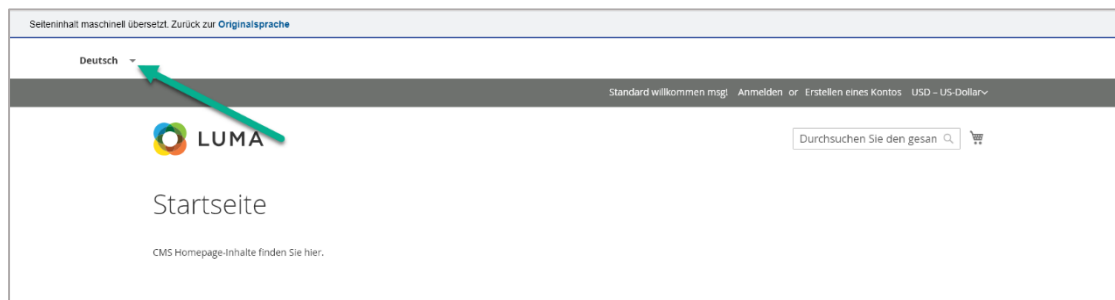 Seiteninhalt maschinell übersetzt. Zurück zur Originalsprache
Deutsch
Standard willkommen msg! Anmelden or Erstellen eines Kontos USD – US-Dollar
LUMA
Durchsuchen Sie den gesan
Startseite
CMS Homepage-Inhalte finden Sie hier.